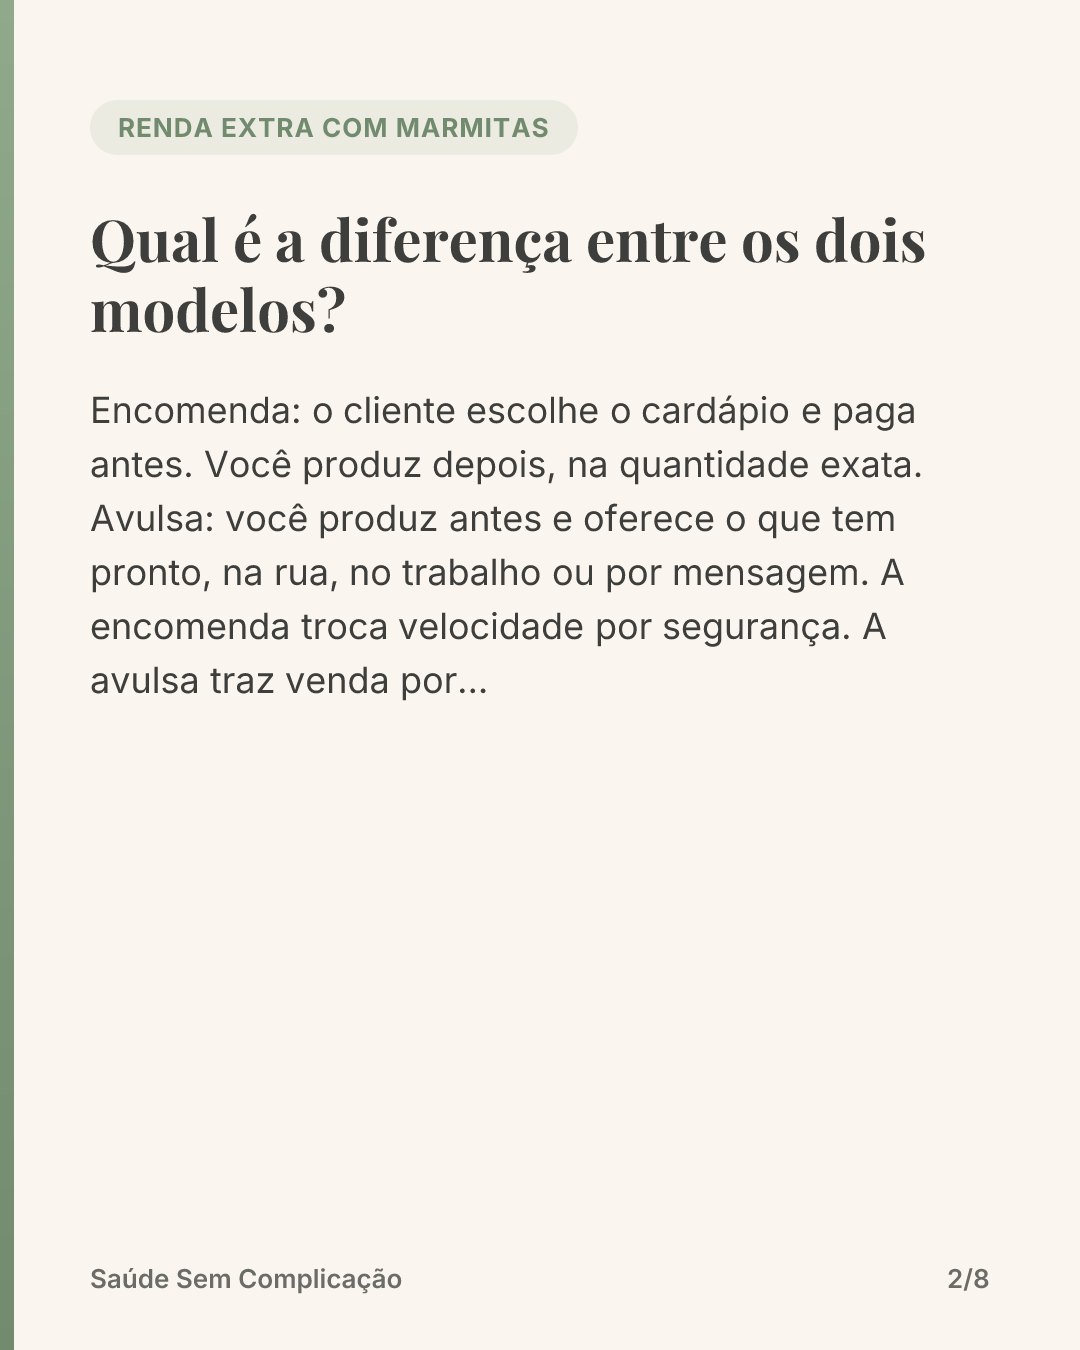 RENDA EXTRA COM MARMITAS
Qual é a diferença entre os dois
modelos?
Encomenda: o cliente escolhe o cardápio e paga
antes. Você produz depois, na quantidade exata.
Avulsa: você produz antes e oferece o que tem
pronto, na rua, no trabalho ou por mensagem. A
encomenda troca velocidade por segurança. A
avulsa traz venda por...
Saúde Sem Complicação
2/8